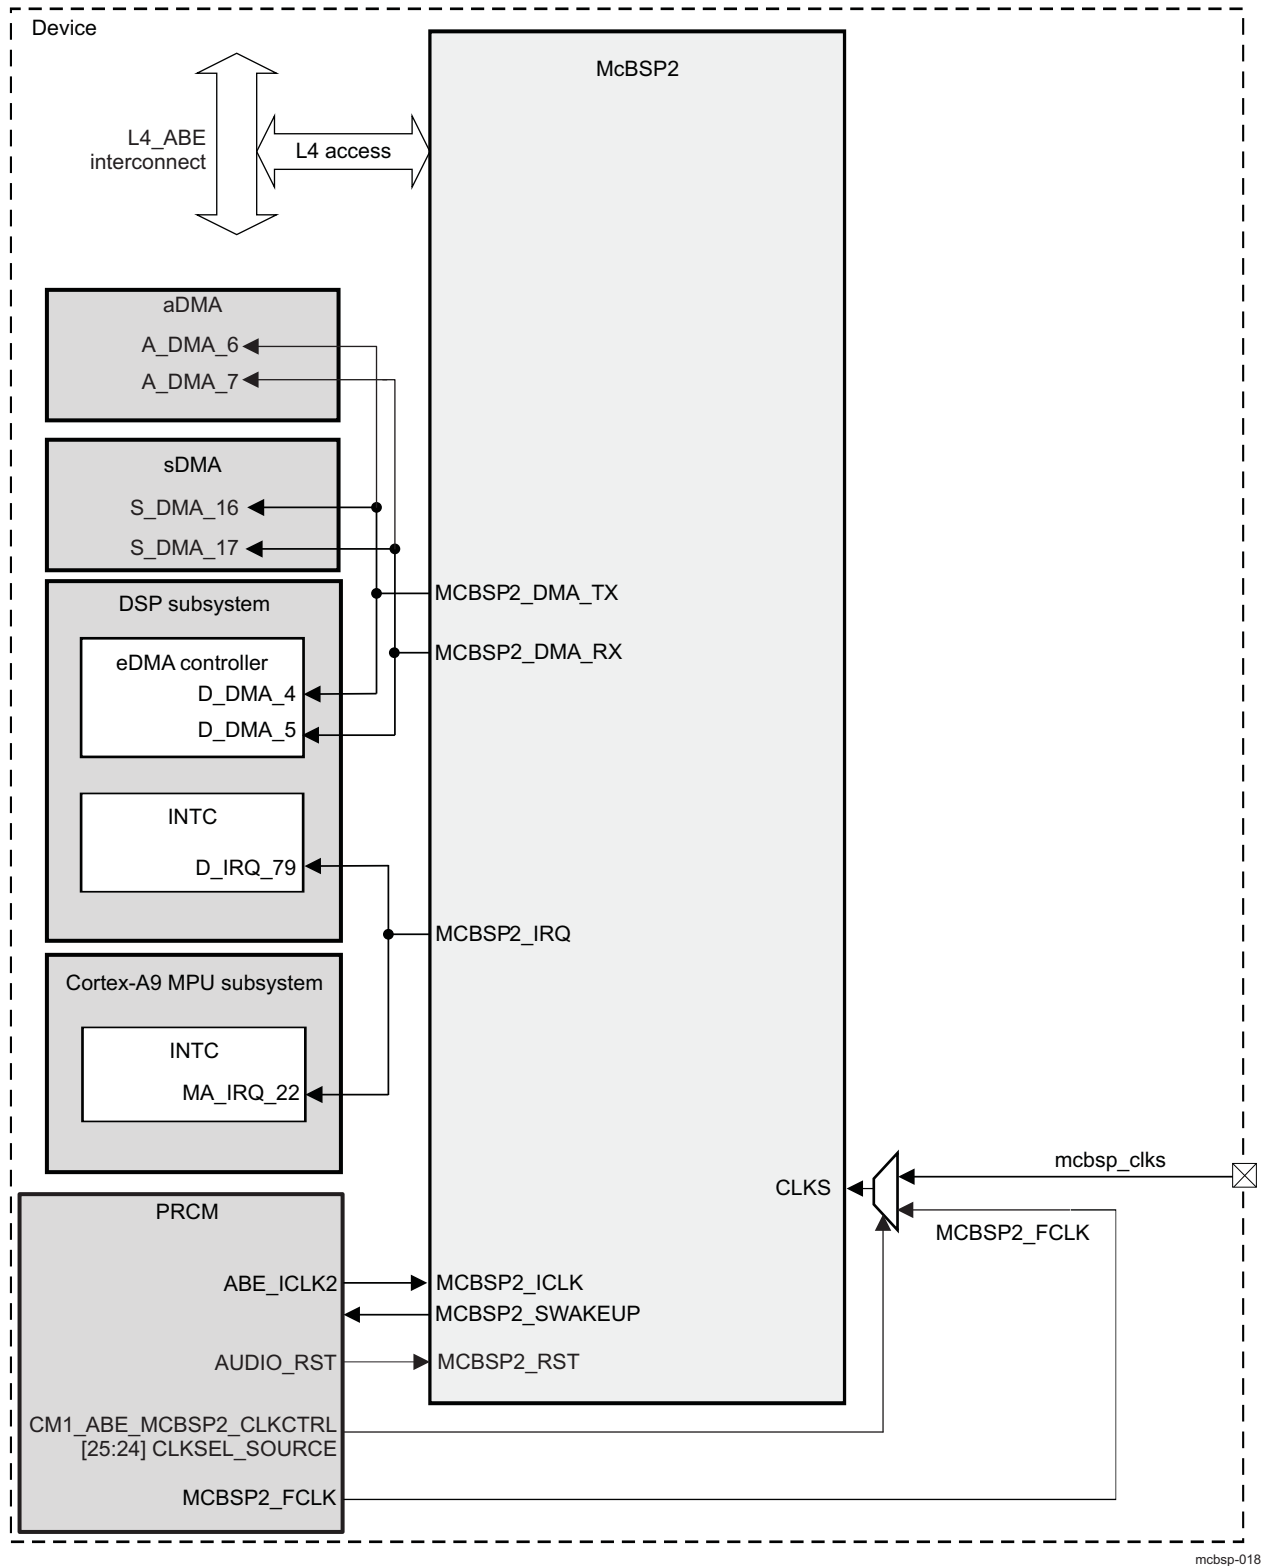 Device
McBSP2
L4_ABE
interconnect
L4 access
aDMA
A_DMA_6
A_DMA_7
sDMA
S_DMA_16
S_DMA_17
DSP subsystem
MCBSP2_DMA_TX
eDMA controller
MCBSP2_DMA_RX
D_DMA_4
D_DMA_5
INTC
D_IRQ_79
MCBSP2_IRQ
Cortex-A9 MPU subsystem
INTC
MA_IRQ_22
mcbsp_clks
CLKS
PRCM
MCBSP2_FCLK
ABE_ICLK2
MCBSP2_ICLK
MCBSP2_SWAKEUP
AUDIO_RST
MCBSP2_RST
CM1_ABE_MCBSP2_CLKCTRL
[25:24] CLKSEL_SOURCE
MCBSP2_FCLK
mcbsp-018